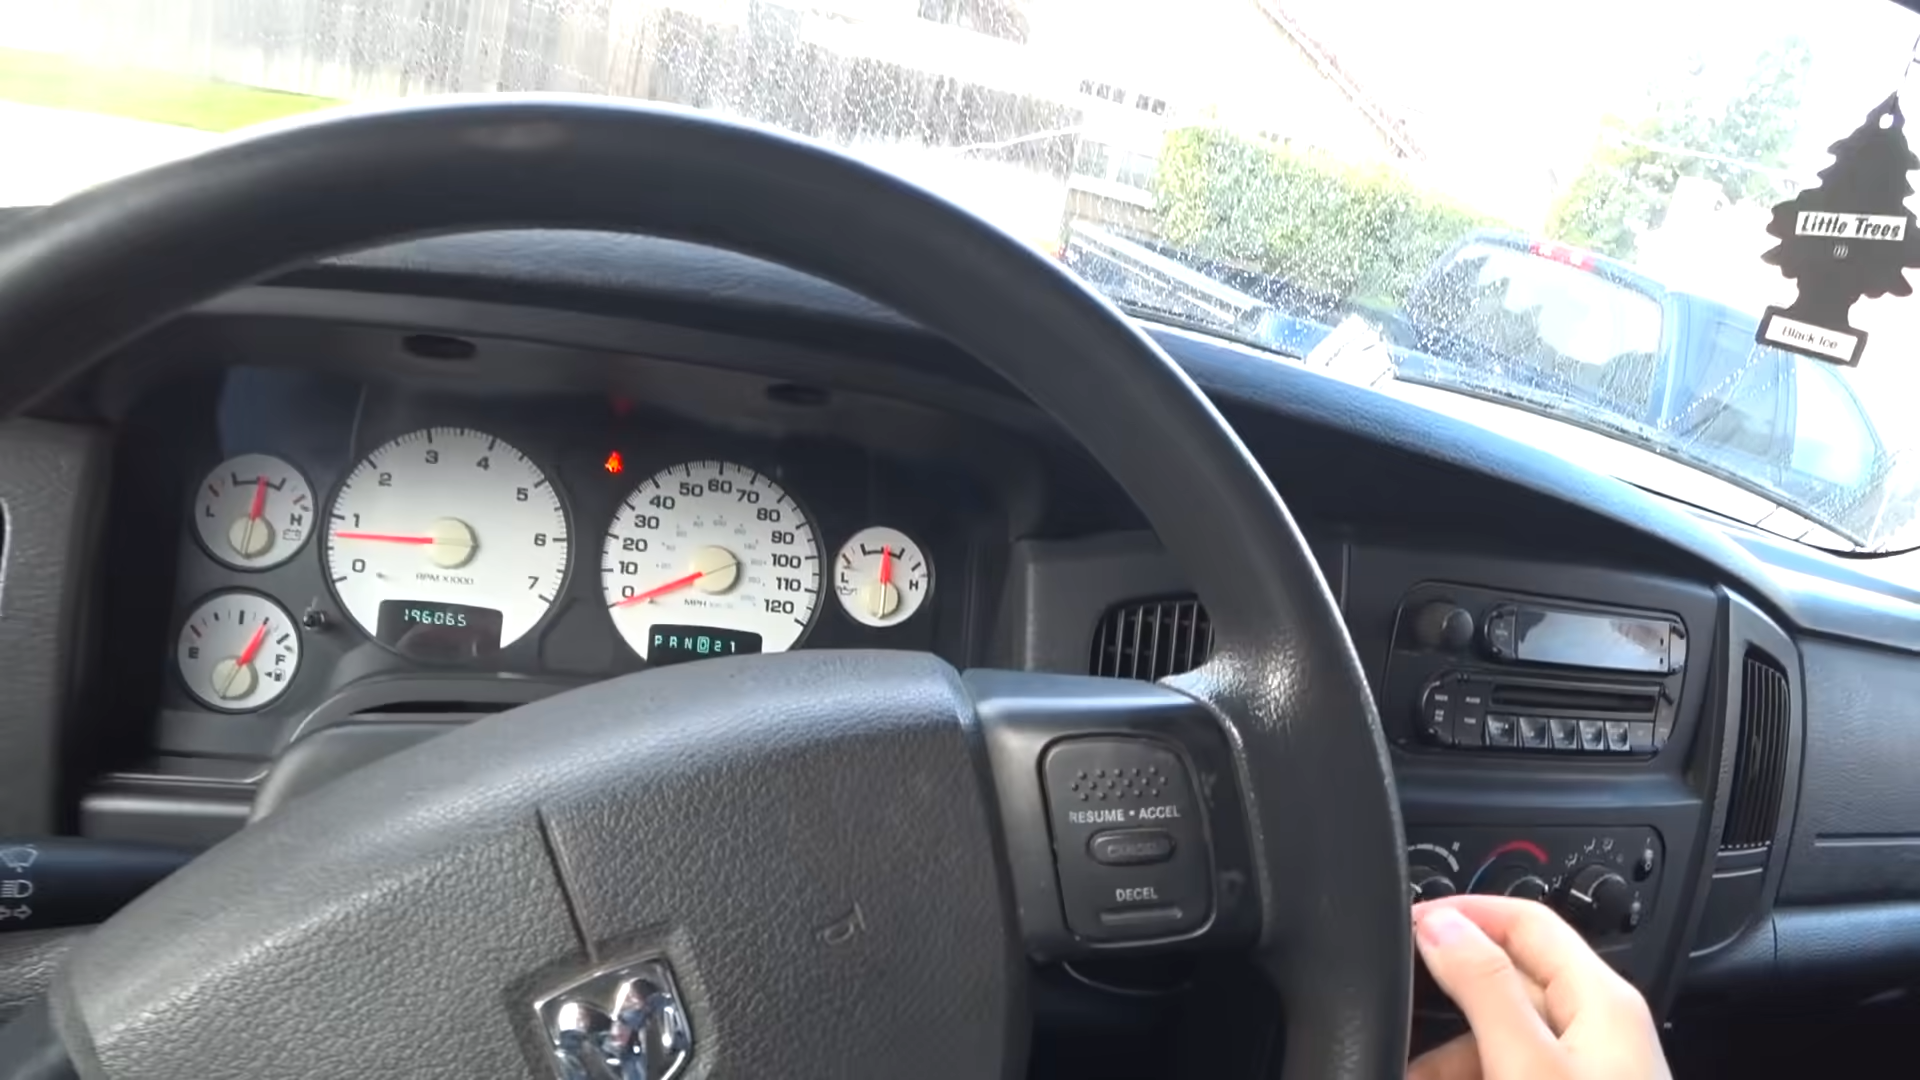 Little Trees
Black Ice
L H
0 1 2 3 4 5 6 7
RPM X1000
196065
E F
0 10 20 30 40 50 60 70 80 90 100 110 120
MPH
P R N D 2 1
L H
RESUME • ACCEL
CANCEL
DECEL